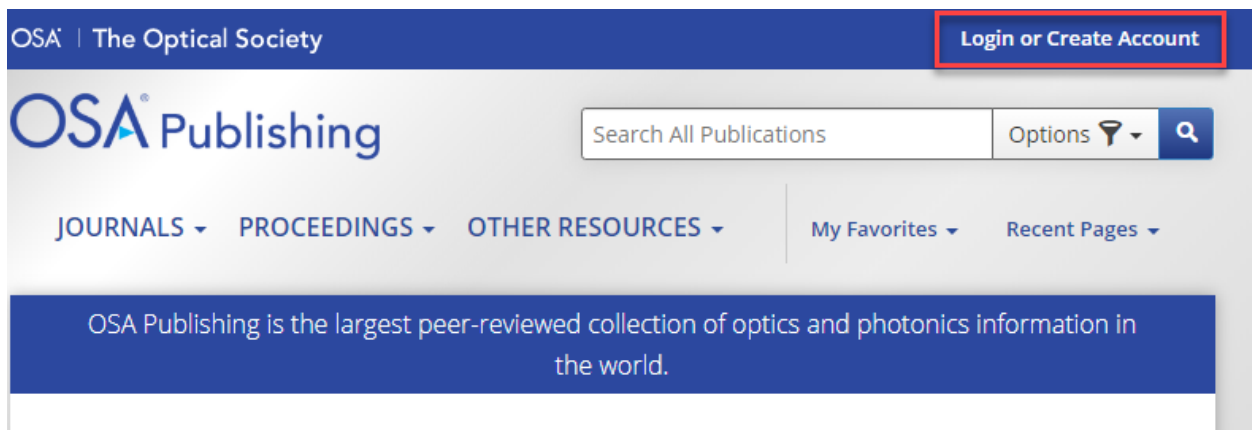 OSA | The Optical Society
Login or Create Account
OSA® Publishing
Search All Publications
Options
JOURNALS
PROCEEDINGS
OTHER RESOURCES
My Favorites
Recent Pages
OSA Publishing is the largest peer-reviewed collection of optics and photonics information in
the world.